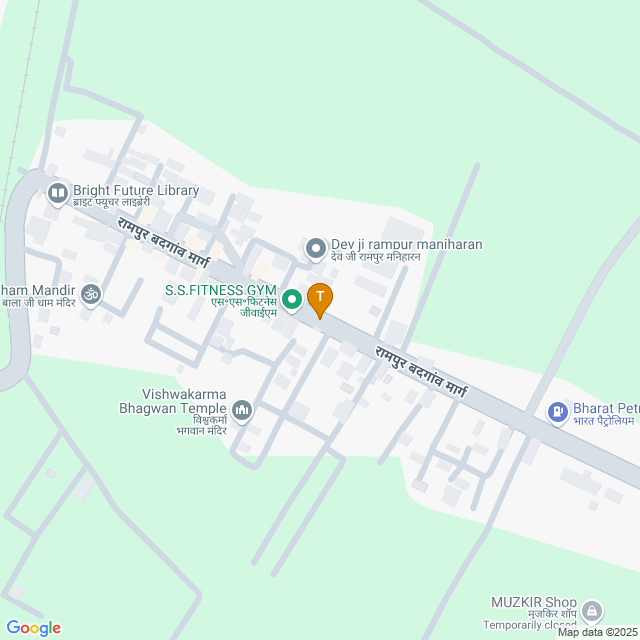 Bright Future Library
ब्राइट फ्यूचर लाइब्रेरी
रामपुर बदगांव मार्ग
Dev ji rampur maniharan
देव जी रामपुर मनिहारन
ham Mandir
बाला जी धाम मंदिर
S.S.FITNESS GYM
एस॰एस॰फिटनेस
जीवाईएम
T
रामपुर बदगांव मार्ग
Vishwakarma
Bhagwan Temple
विश्वकर्मा
भगवान मंदिर
Bharat Petr
भारत पैट्रोलियम
MUZKIR Shop
मुजकिर शॉप
Temporarily closed
Google
Map data ©2025